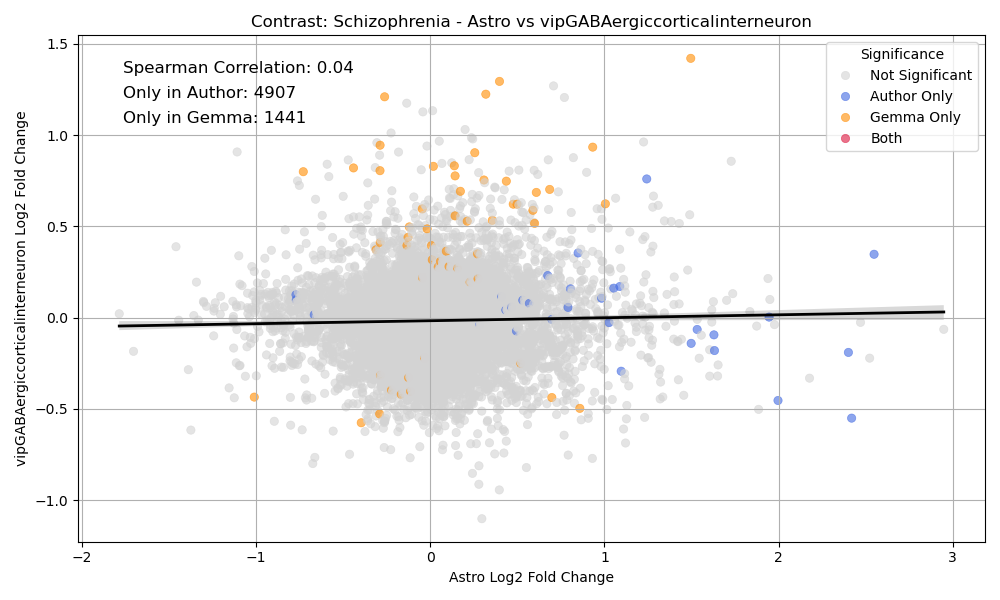 Contrast: Schizophrenia - Astro vs vipGABAergiccorticalinterneuron
Spearman Correlation: 0.04
Only in Author: 4907
Only in Gemma: 1441
Significance
Not Significant
Author Only
Gemma Only
Both
vipGABAergiccorticalinterneuron Log2 Fold Change
1.5
1.0
0.5
0.0
−0.5
−1.0
−2 −1 0 1 2 3
Astro Log2 Fold Change